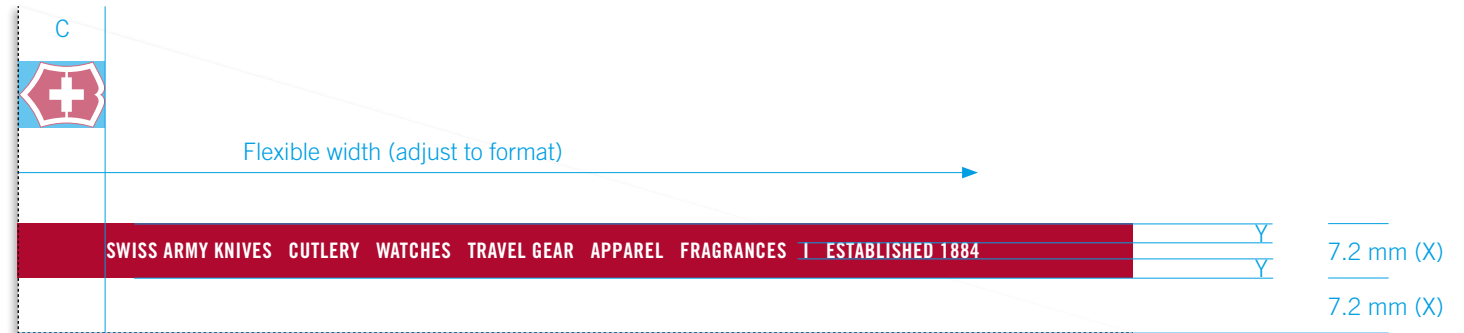 C
Flexible width (adjust to format)
SWISS ARMY KNIVES CUTLERY WATCHES TRAVEL GEAR APPAREL FRAGRANCES I ESTABLISHED 1884
Y
Y
7.2 mm (X)
7.2 mm (X)